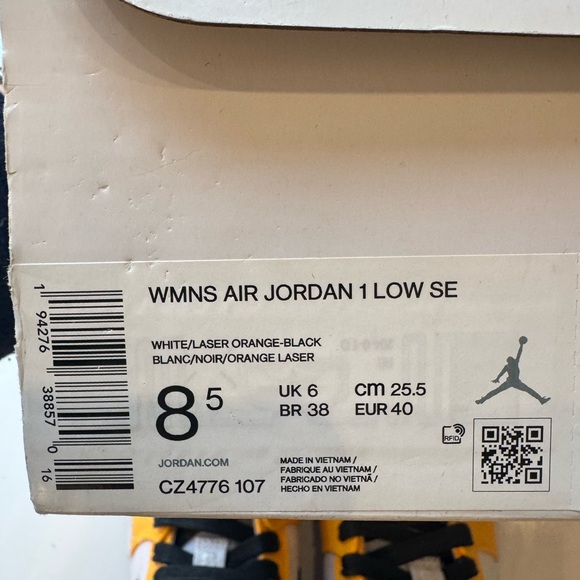 WMNS AIR JORDAN 1 LOW SE
WHITE/LASER ORANGE-BLACK
BLANC/NOIR/ORANGE LASER
8 5
UK 6 cm 25.5
BR 38 EUR 40
JORDAN.COM
CZ4776 107
MADE IN VIETNAM /
FABRIQUE AU VIETNAM /
FABRICADO NO VIETNÃ /
HECHO EN VIETNAM
RFID
1 94276 38857 0 16